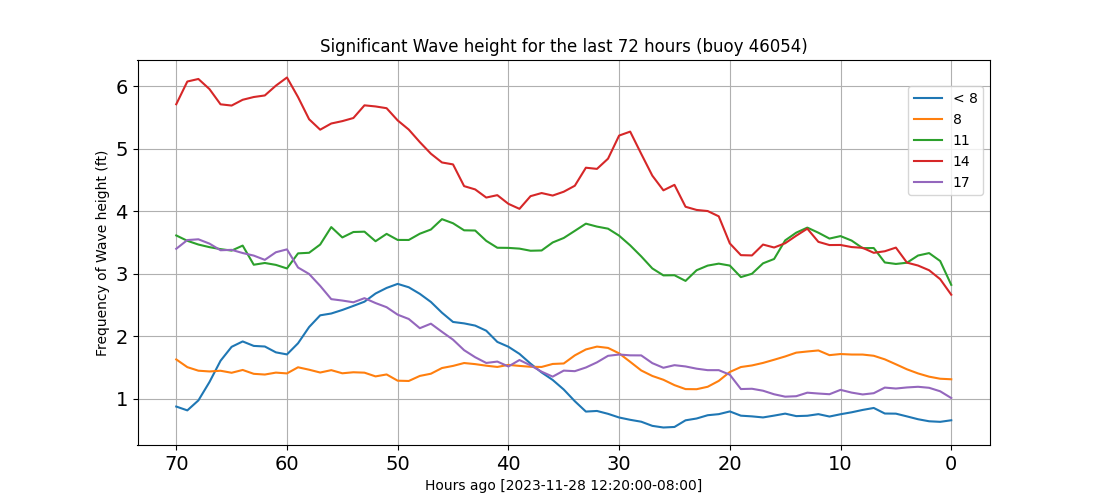 Significant Wave height for the last 72 hours (buoy 46054)
Frequency of Wave height (ft)
6
5
4
3
2
1
< 8
8
11
14
17
70 60 50 40 30 20 10 0
Hours ago [2023-11-28 12:20:00-08:00]